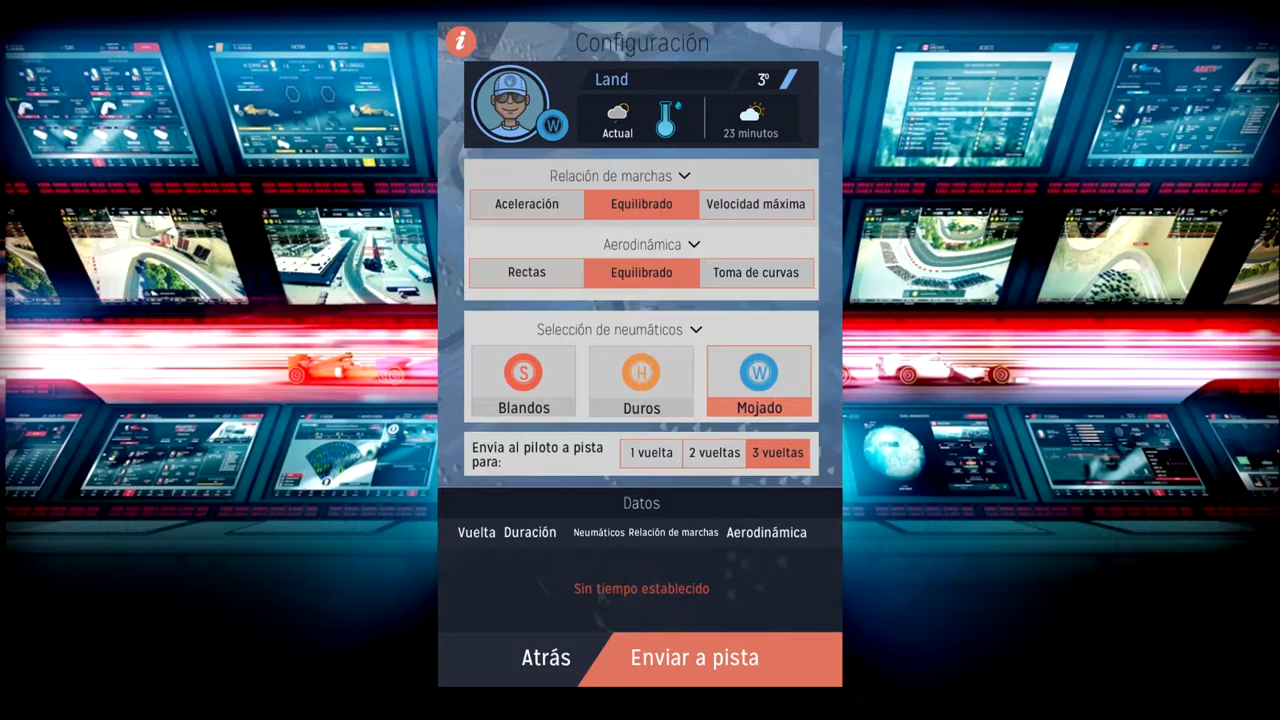 i
Configuración
Land
3º
W
Actual
23 minutos
Relación de marchas
Aceleración Equilibrado Velocidad máxima
Aerodinámica
Rectas Equilibrado Toma de curvas
Selección de neumáticos
S H W
Blandos Duros Mojado
Envia al piloto a pista
para:
1 vuelta 2 vueltas 3 vueltas
Datos
Vuelta Duración Neumáticos Relación de marchas Aerodinámica
Sin tiempo establecido
Atrás Enviar a pista